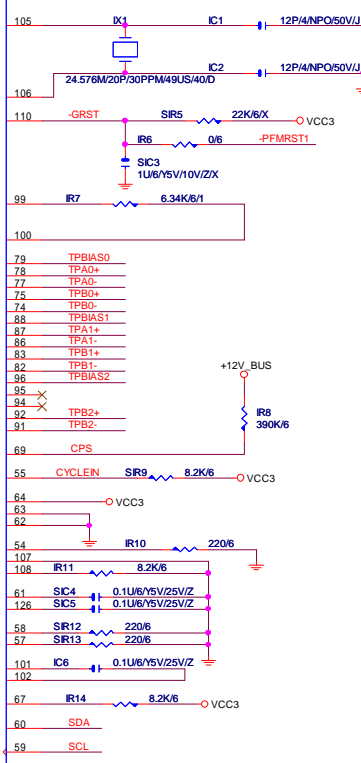 105 IX1 IC1 12P/4/NPO/50V/J
IC2 12P/4/NPO/50V/J
24.576M/20P/30PPM/49US/40/D
106
110 -GRST SIR5 22K/6/X VCC3
IR6 0/6 -PFMRST1
SIC3
1U/6/Y5V/10V/Z/X
99 IR7 6.34K/6/1
100
79 TPBIAS0
78 TPA0+
77 TPA0-
75 TPB0+
74 TPB0-
88 TPBIAS1
87 TPA1+
86 TPA1-
83 TPB1+
82 TPB1-
96 TPBIAS2
95
94
92 TPB2+
91 TPB2-
+12V_BUS
IR8
390K/6
69 CPS
55 CYCLEIN SIR9 8.2K/6 VCC3
64 VCC3
63
62
54 IR10 220/6
107
108 IR11 8.2K/6
61 SIC4 0.1U/6/Y5V/25V/Z
126 SIC5 0.1U/6/Y5V/25V/Z
58 SIR12 220/6
57 SIR13 220/6
101 IC6 0.1U/6/Y5V/25V/Z
102
67 IR14 8.2K/6 VCC3
60 SDA
59 SCL